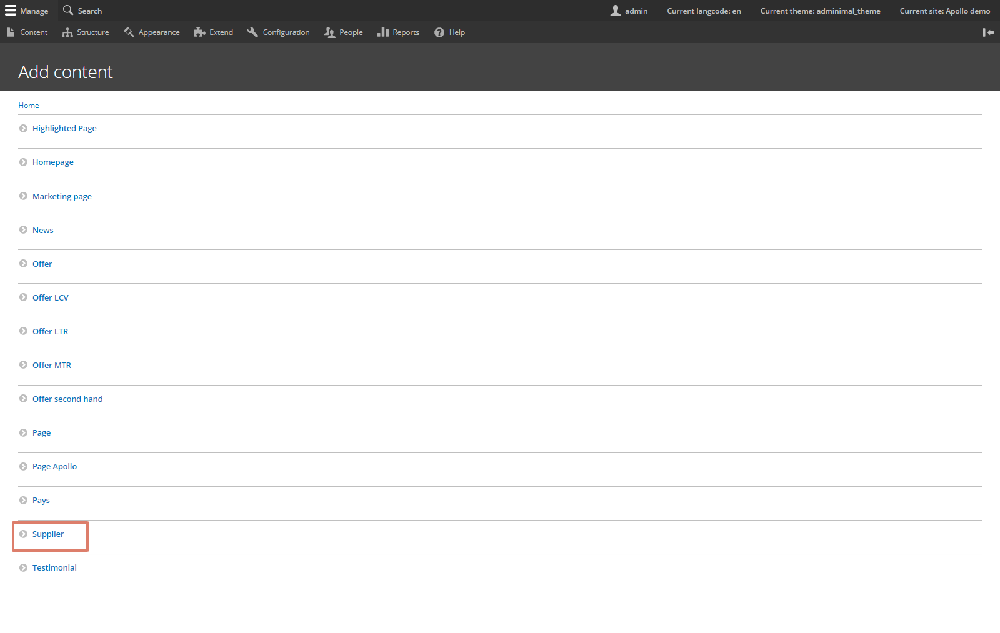 Manage Search admin Current langcode: en Current theme: adminimal_theme Current site: Apollo demo
Content Structure Appearance Extend Configuration People Reports Help
Add content
Home
Highlighted Page
Homepage
Marketing page
News
Offer
Offer LCV
Offer LTR
Offer MTR
Offer second hand
Page
Page Apollo
Pays
Supplier
Testimonial